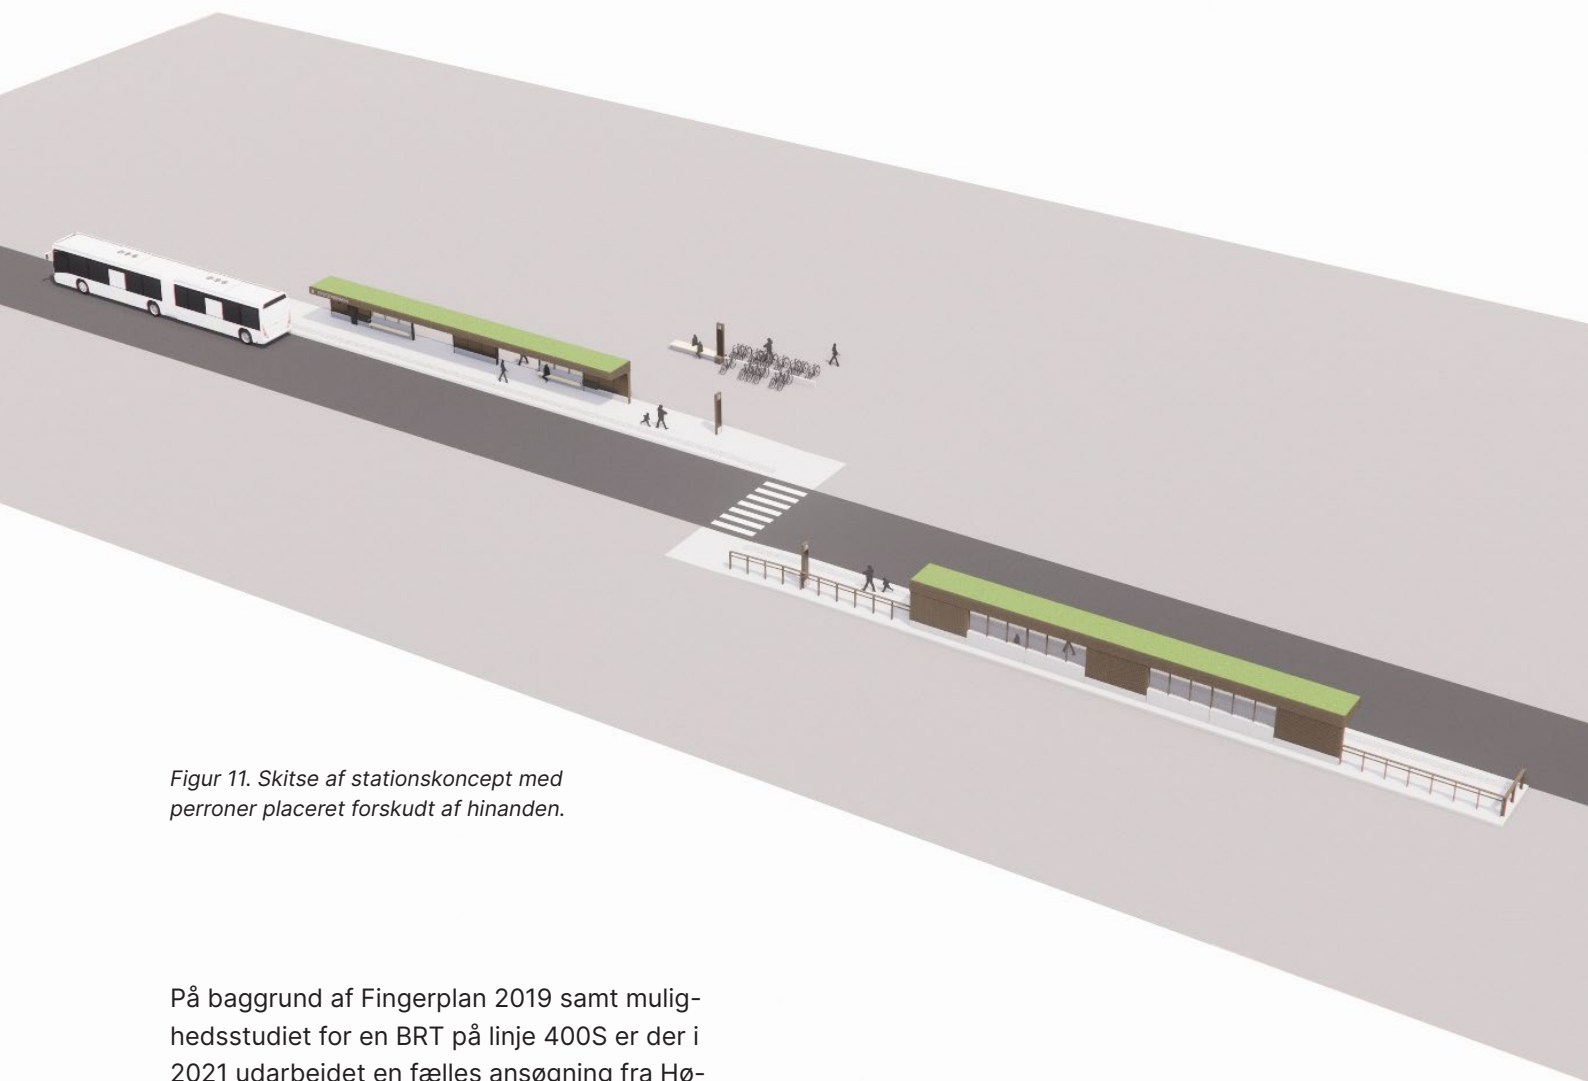 Figur 11. Skitse af stationskoncept med
perroner placeret forskudt af hinanden.
På baggrund af Fingerplan 2019 samt mulig-
hedsstudiet for en BRT på linje 400S er der i
2021 udarbejdet en fælles ansøgning fra Hø-